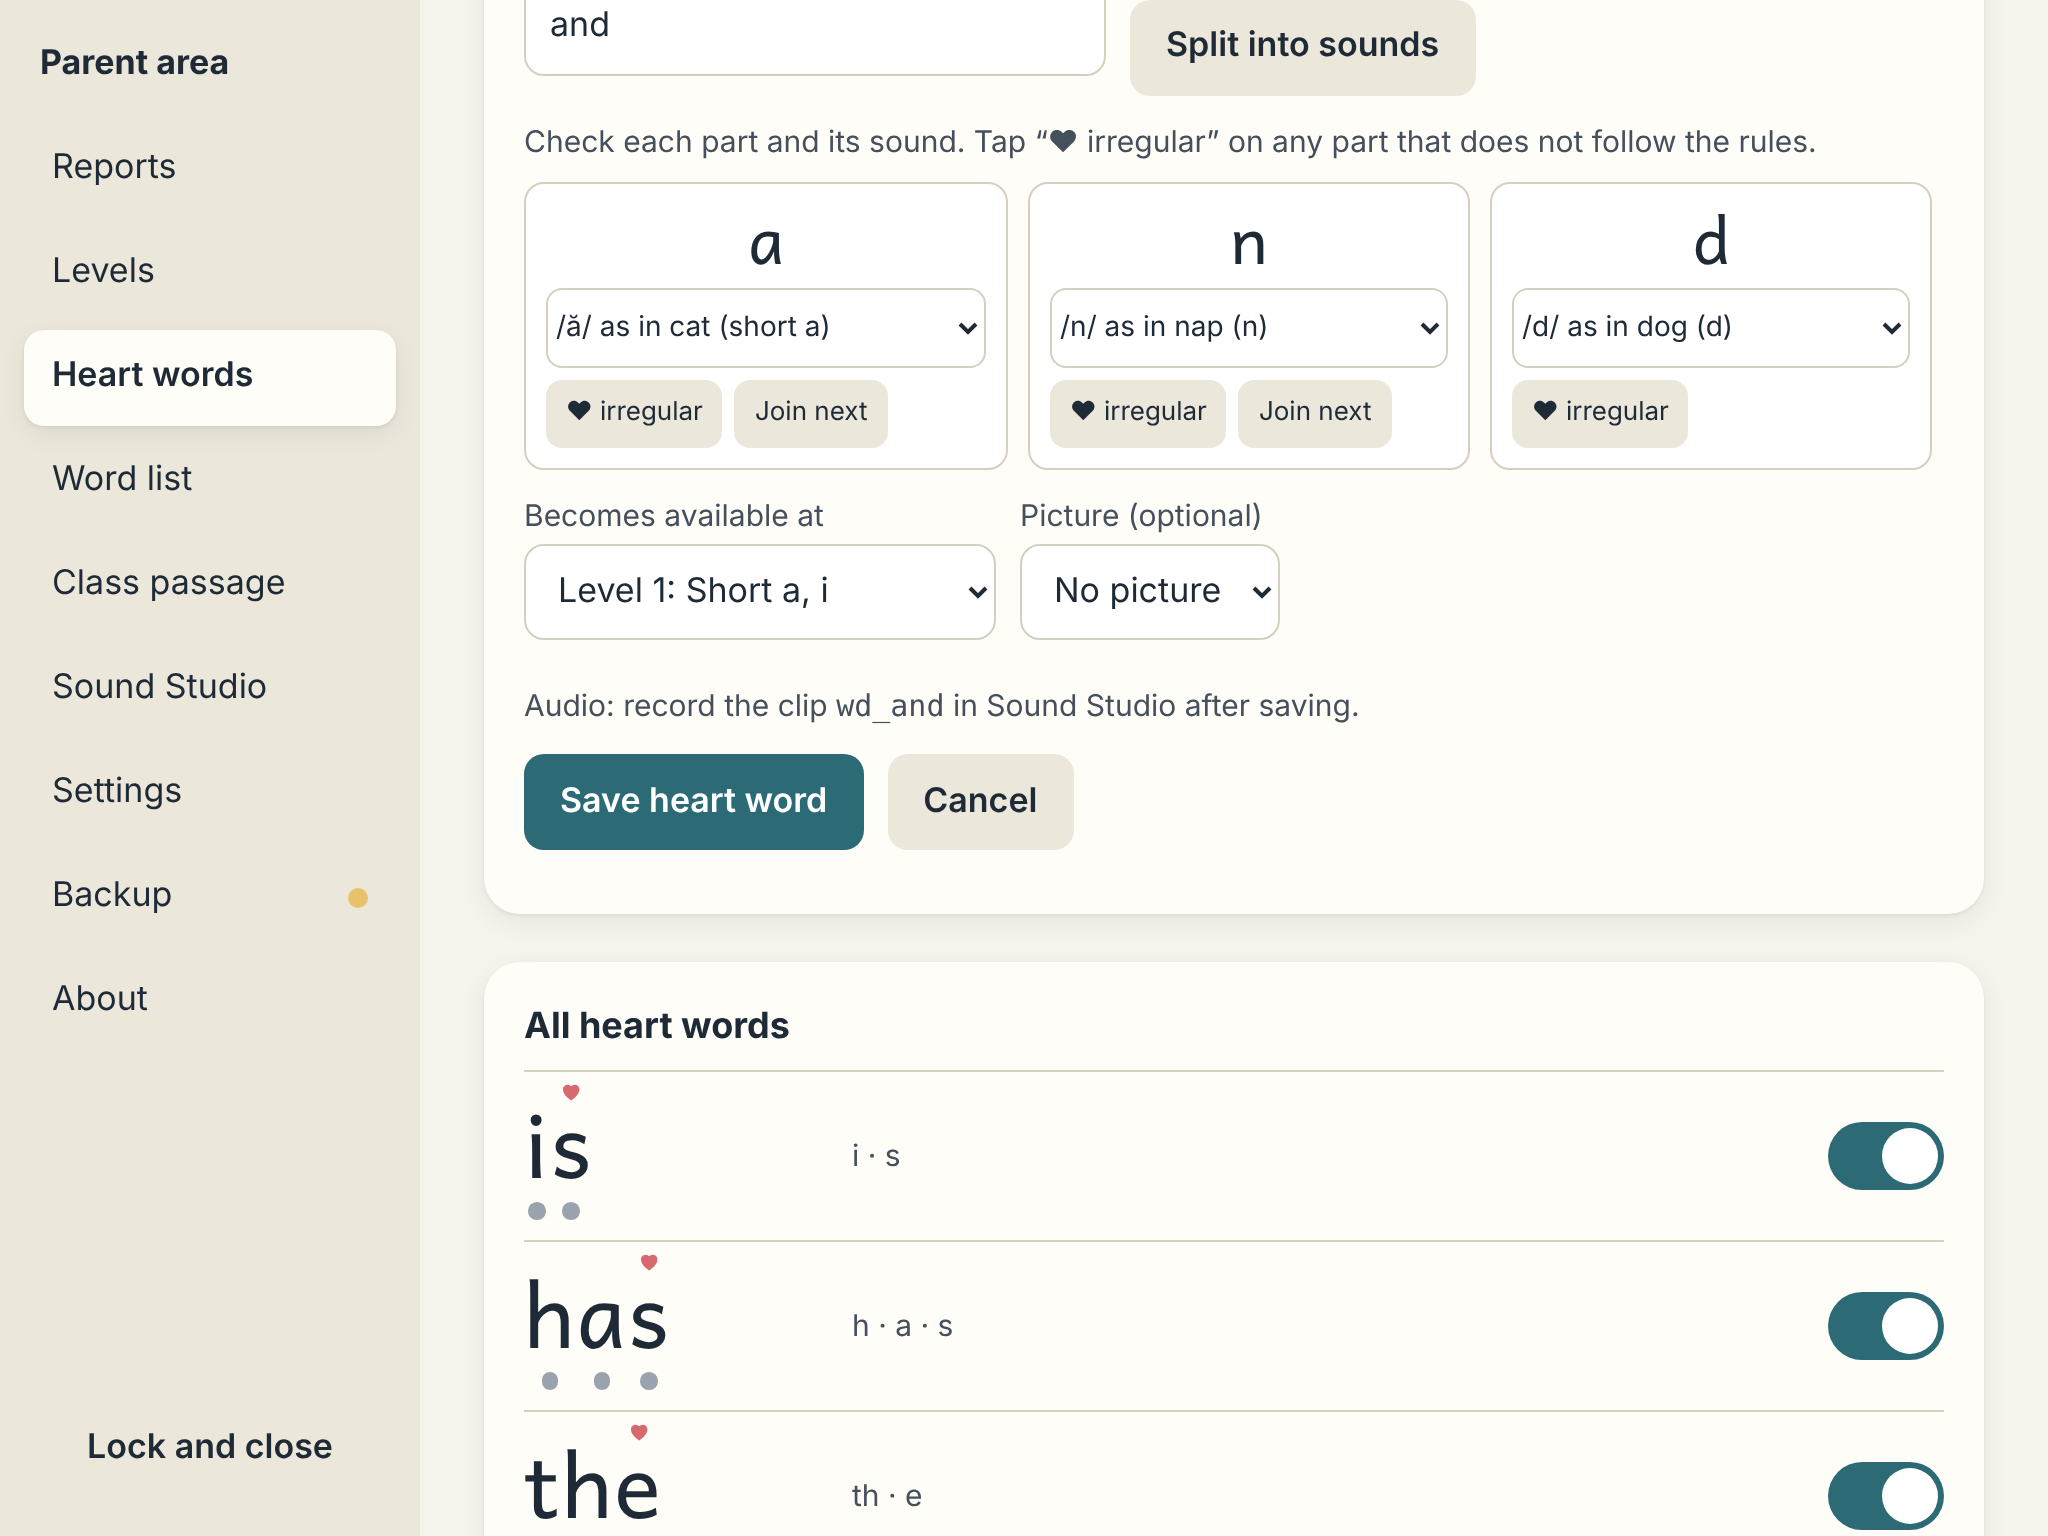 Parent area
Reports
Levels
Heart words
Word list
Class passage
Sound Studio
Settings
Backup
About
Lock and close
and
Split into sounds
Check each part and its sound. Tap “♥ irregular” on any part that does not follow the rules.
a
/ă/ as in cat (short a)
♥ irregular
Join next
n
/n/ as in nap (n)
♥ irregular
Join next
d
/d/ as in dog (d)
♥ irregular
Becomes available at
Level 1: Short a, i
Picture (optional)
No picture
Audio: record the clip wd_and in Sound Studio after saving.
Save heart word
Cancel
All heart words
is
i · s
has
h · a · s
the
th · e